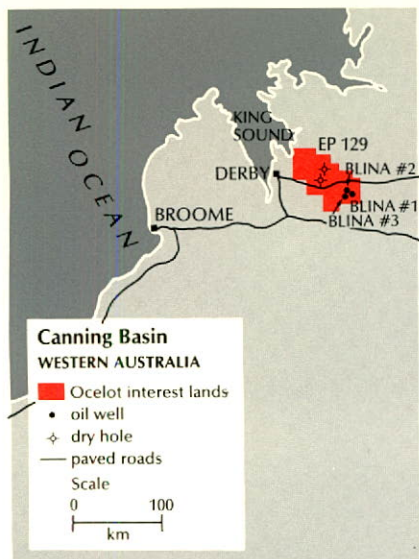 INDIAN OCEAN
KING
SOUND
EP 129
BLINA #2
DERBY
BLINA #1
BROOME
BLINA #3
Canning Basin
WESTERN AUSTRALIA
Ocelot interest lands
oil well
dry hole
paved roads
Scale
0 100
km